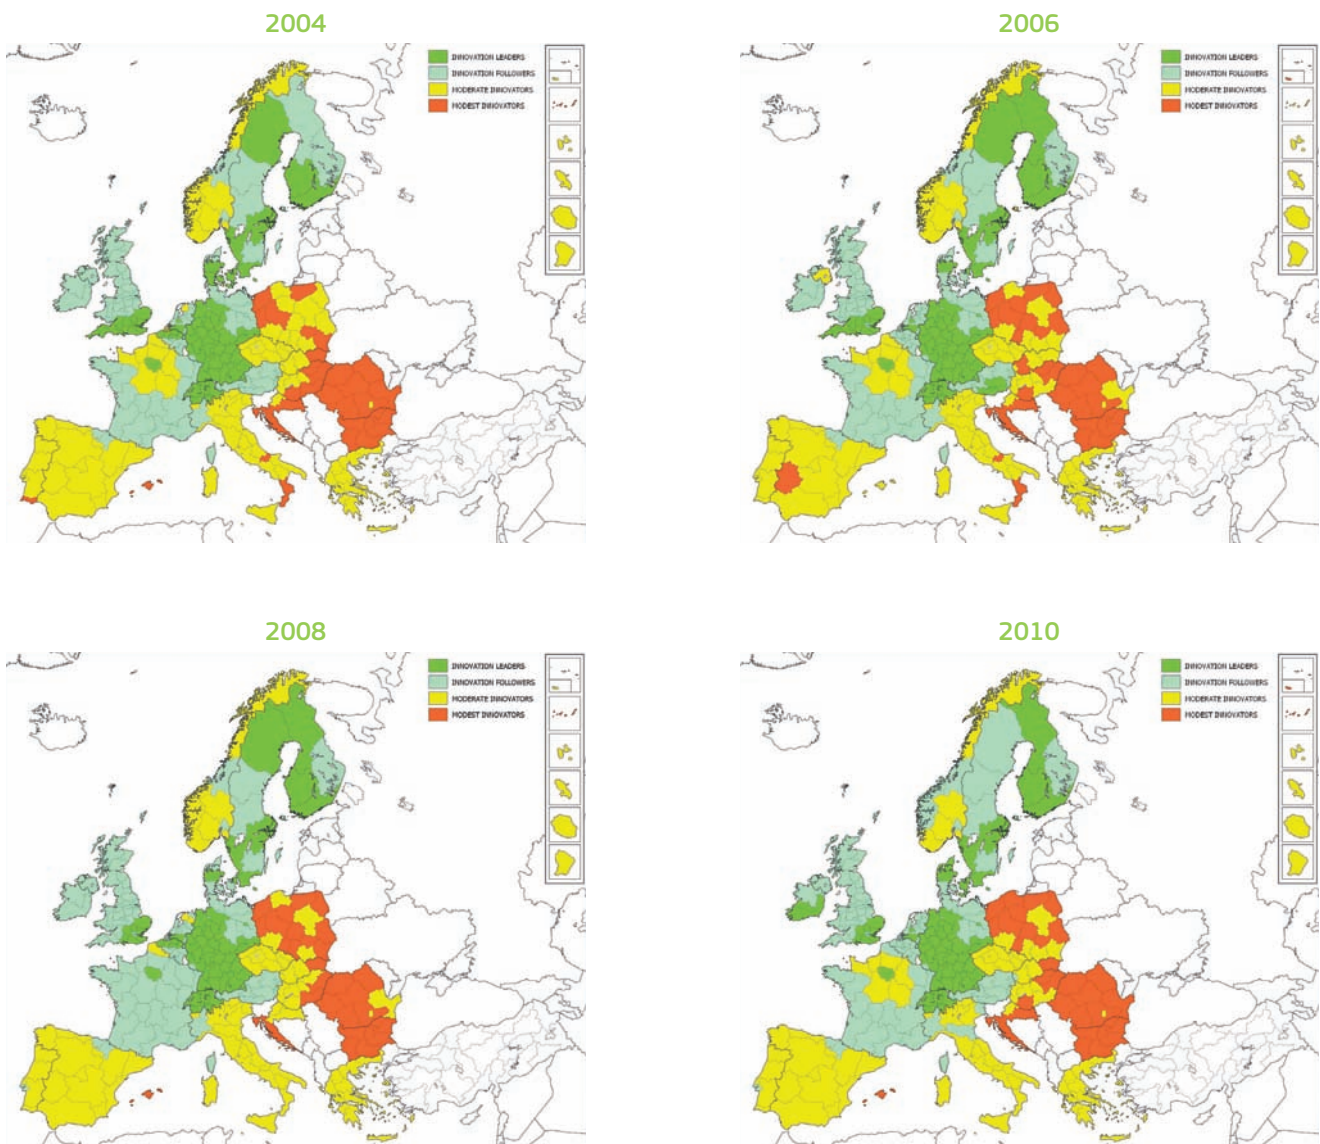 2004
INNOVATION LEADERS
INNOVATION FOLLOWERS
MODERATE INNOVATORS
MODEST INNOVATORS
2006
INNOVATION LEADERS
INNOVATION FOLLOWERS
MODERATE INNOVATORS
MODEST INNOVATORS
2008
INNOVATION LEADERS
INNOVATION FOLLOWERS
MODERATE INNOVATORS
MODEST INNOVATORS
2010
INNOVATION LEADERS
INNOVATION FOLLOWERS
MODERATE INNOVATORS
MODEST INNOVATORS